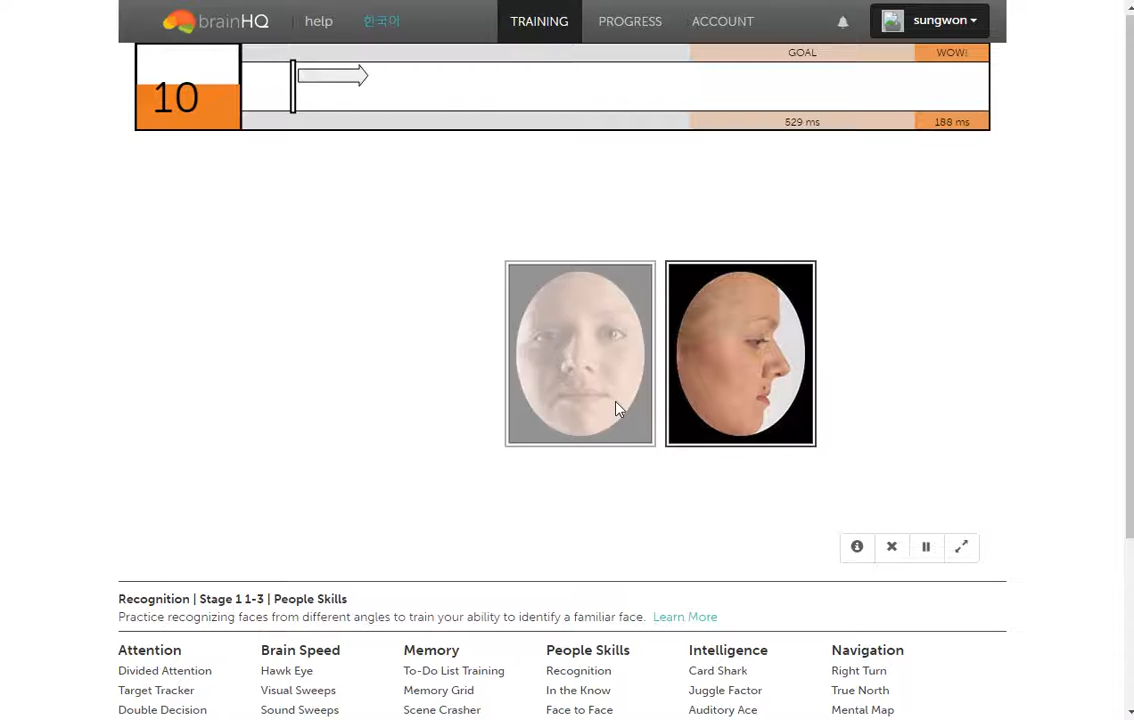 brainHQ help 한국어 TRAINING PROGRESS ACCOUNT sungwon
GOAL WOW!
10
529 ms 188 ms
Recognition | Stage 1 1-3 | People Skills
Practice recognizing faces from different angles to train your ability to identify a familiar face. Learn More
Attention Brain Speed Memory People Skills Intelligence Navigation
Divided Attention Hawk Eye To-Do List Training Recognition Card Shark Right Turn
Target Tracker Visual Sweeps Memory Grid In the Know Juggle Factor True North
Double Decision Sound Sweeps Scene Crasher Face to Face Auditory Ace Mental Map